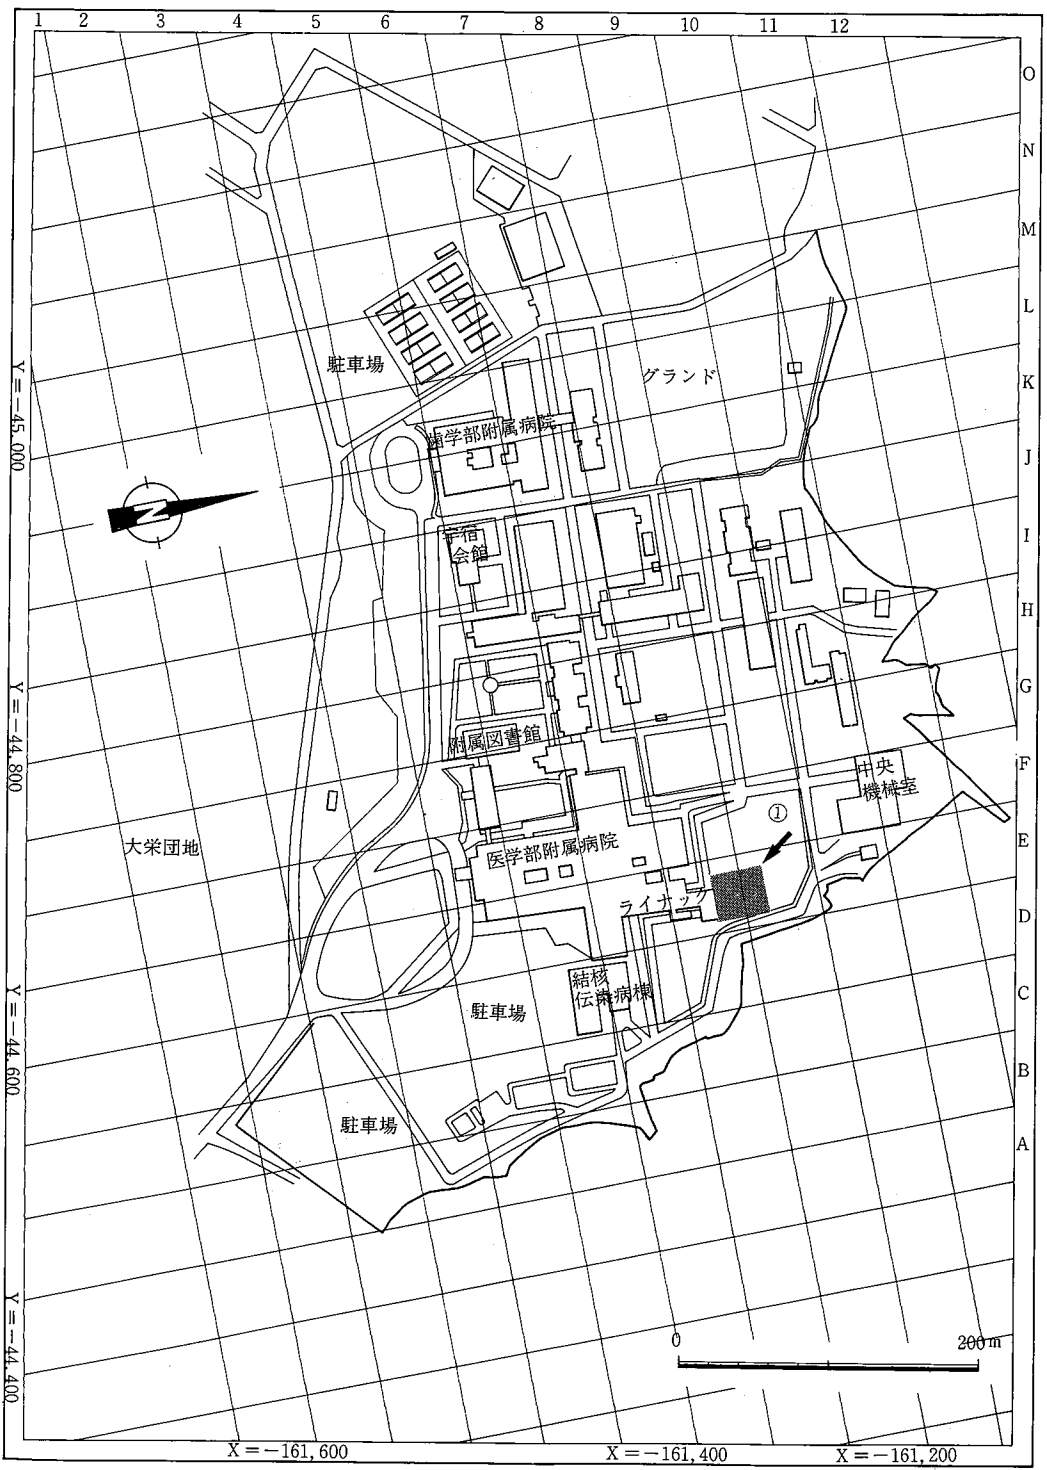 1 2 3 4 5 6 7 8 9 10 11 12
O
N
M
L
K
J
I
H
G
F
E
D
C
B
A
Y=-45,000
Y=-44,800
Y=-44,600
Y=-44,400
駐車場
グランド
歯学部附属病院
N
宇宿
会館
附属図書館
中央
機械室
大栄団地
①
医学部附属病院
ライナック
結核
伝染病棟
駐車場
駐車場
0 200m
X=-161,600 X=-161,400 X=-161,200